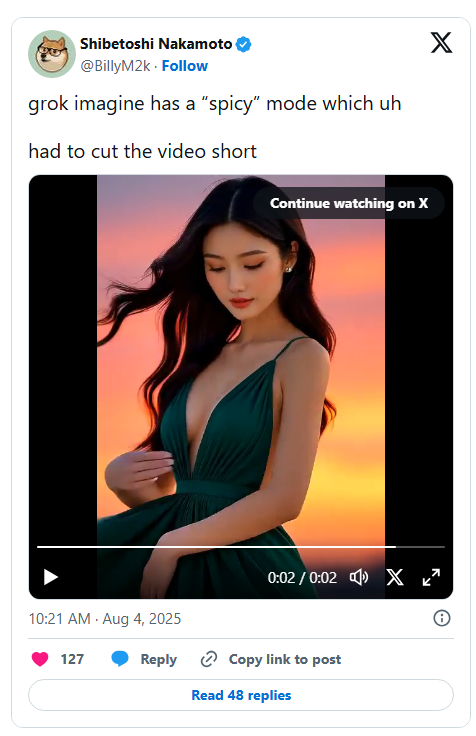 Shibetoshi Nakamoto
@BillyM2k · Follow
grok imagine has a “spicy” mode which uh
had to cut the video short
Continue watching on X
0:02 / 0:02
10:21 AM · Aug 4, 2025
127 Reply Copy link to post
Read 48 replies